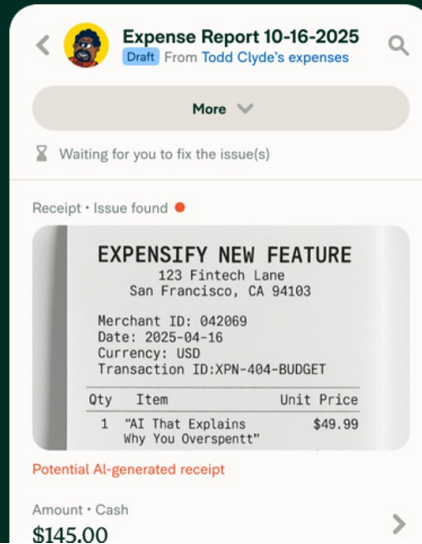 Expense Report 10-16-2025
Draft From Todd Clyde's expenses
More
Waiting for you to fix the issue(s)
Receipt • Issue found
EXPENSIFY NEW FEATURE
123 Fintech Lane
San Francisco, CA 94103
Merchant ID: 042069
Date: 2025-04-16
Currency: USD
Transaction ID:XPN-404-BUDGET
Qty Item Unit Price
1 “AI That Explains $49.99
Why You Overspentt”
Potential AI-generated receipt
Amount • Cash
$145.00